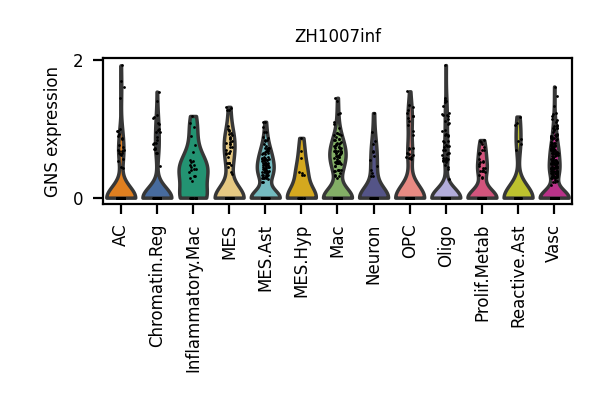 ZH1007inf
GNS expression
2
0
AC
Chromatin.Reg
Inflammatory.Mac
MES
MES.Ast
MES.Hyp
Mac
Neuron
OPC
Oligo
Prolif.Metab
Reactive.Ast
Vasc